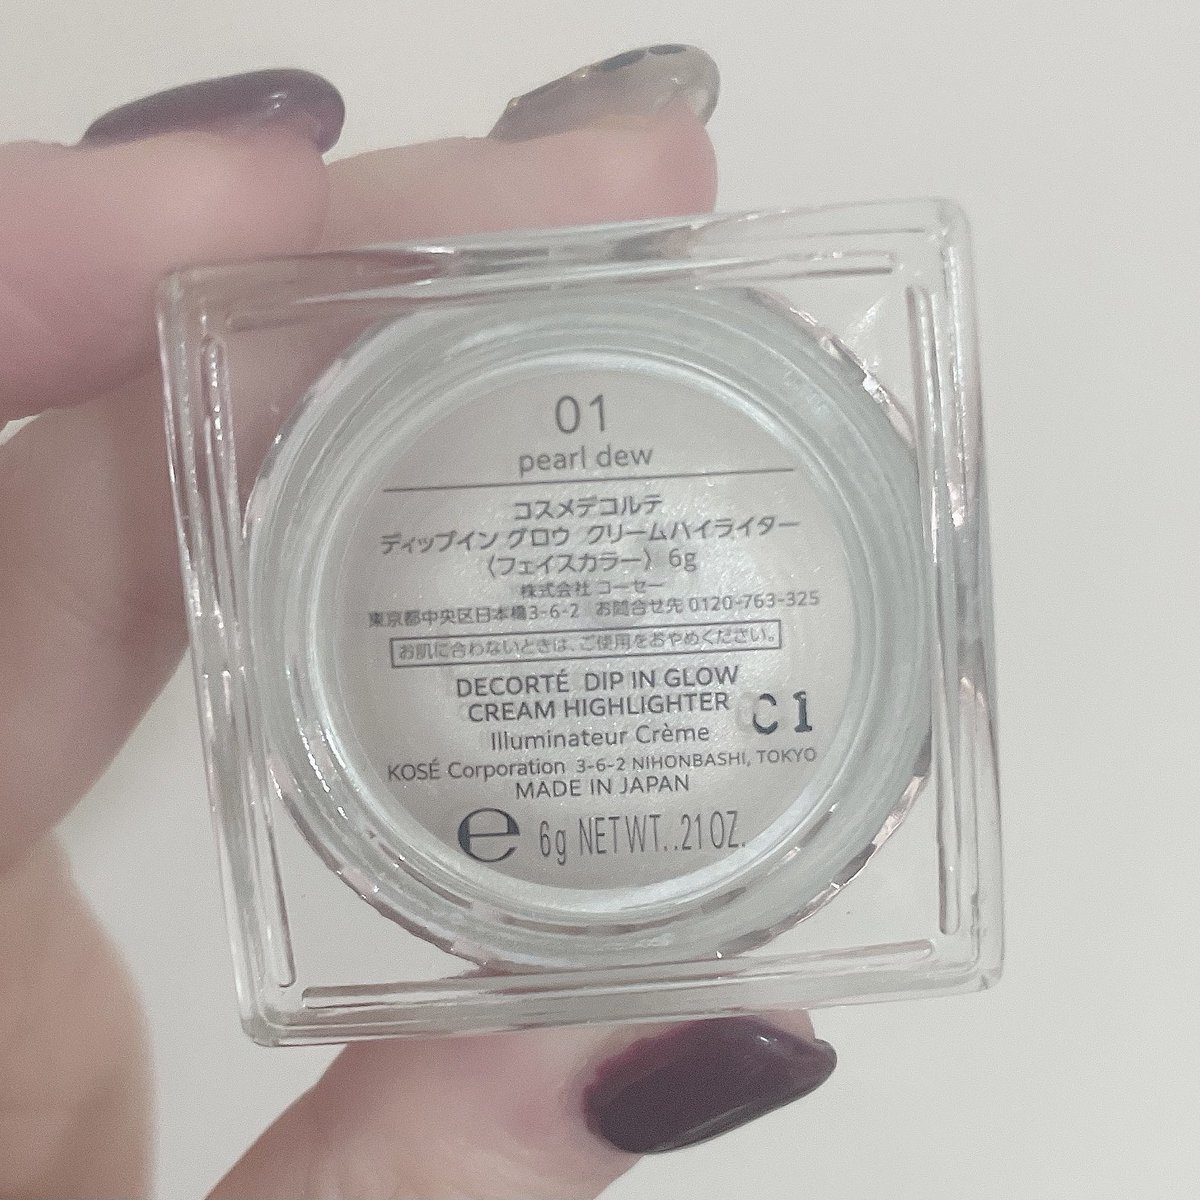 01
pearl dew
コスメデコルテ
ディップイン グロウ クリームハイライター
〈フェイスカラー〉 6g
株式会社 コーセー
東京都中央区日本橋3-6-2 お問合せ先 0120-763-325
お肌に合わないときは、ご使用をおやめください。
DECORTÉ DIP IN GLOW
CREAM HIGHLIGHTER
C1
Illuminateur Crème
KOSÉ Corporation 3-6-2 NIHONBASHI, TOKYO
MADE IN JAPAN
℮ 6g NET WT. .21 OZ.